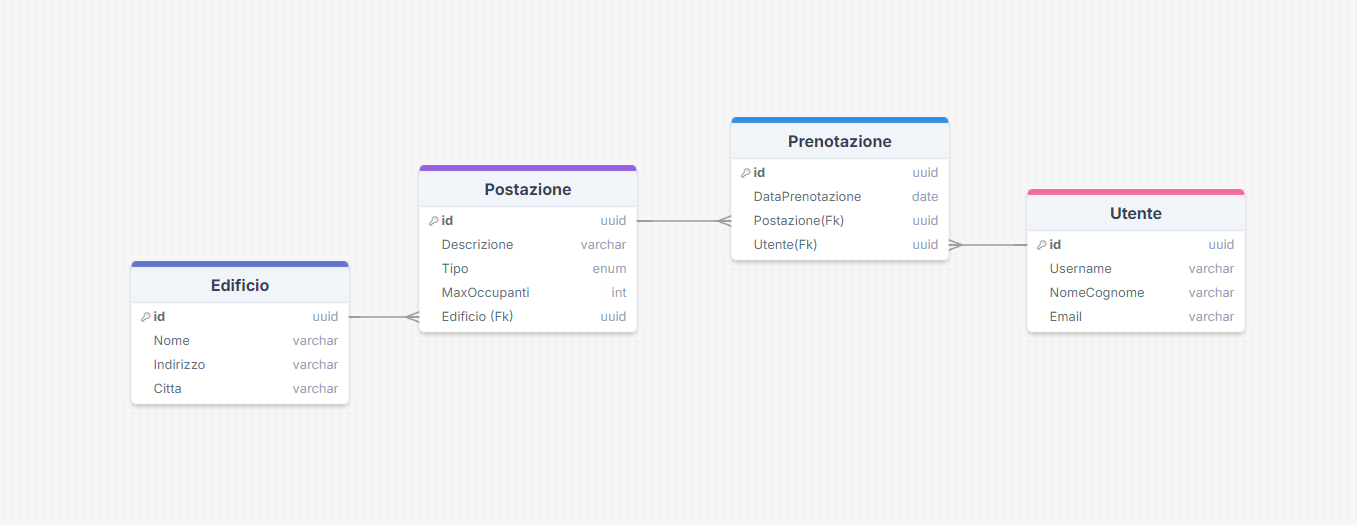 Edificio
id uuid
Nome varchar
Indirizzo varchar
Citta varchar
Postazione
id uuid
Descrizione varchar
Tipo enum
MaxOccupanti int
Edificio (Fk) uuid
Prenotazione
id uuid
DataPrenotazione date
Postazione(Fk) uuid
Utente(Fk) uuid
Utente
id uuid
Username varchar
NomeCognome varchar
Email varchar